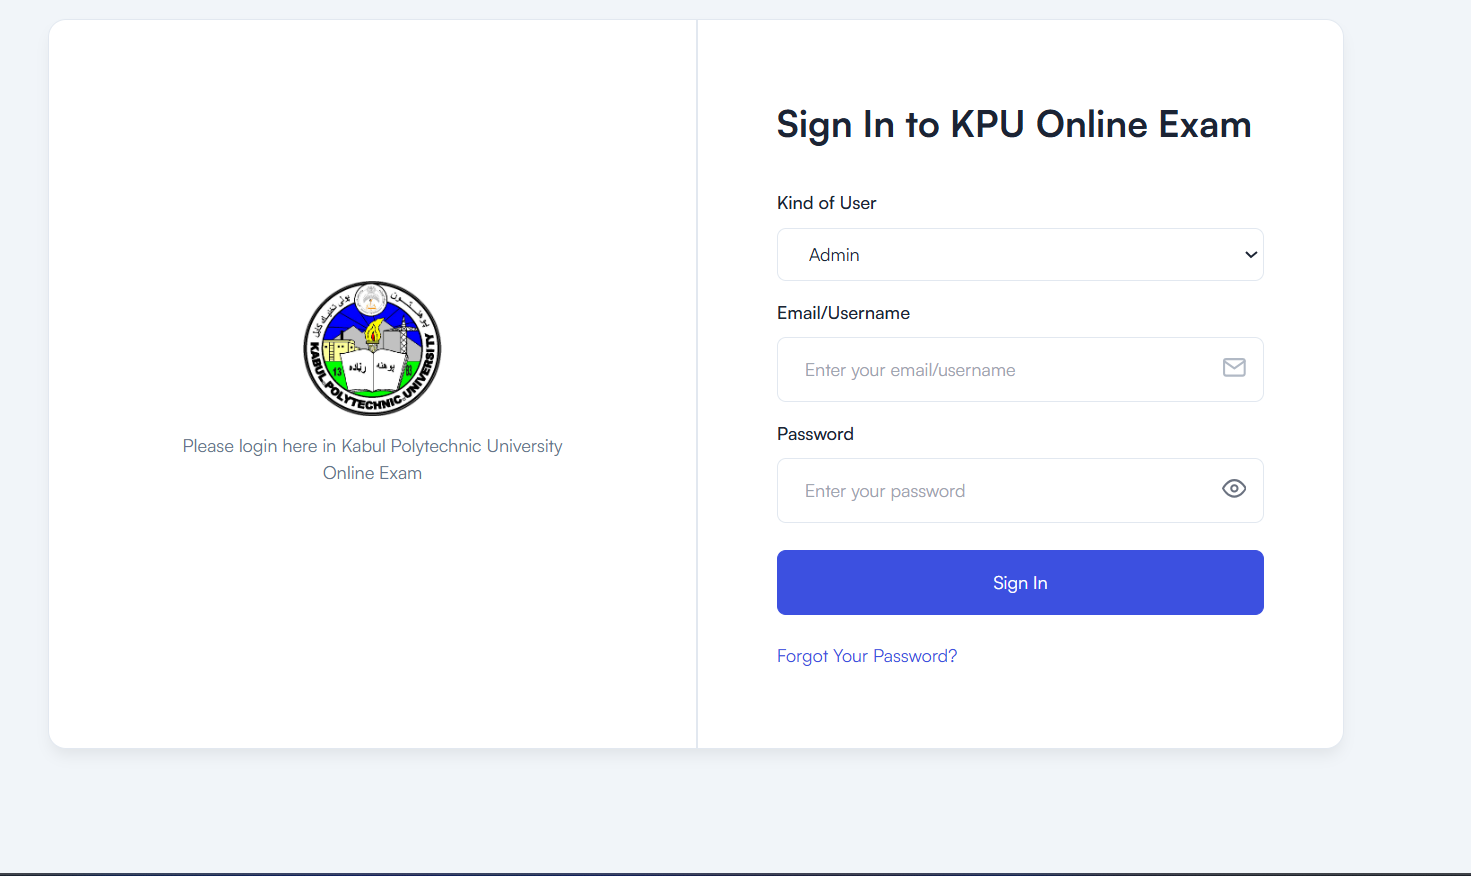 پوهنتون پولی تخنیک کابل
پوهنه
KABUL POLYTECHNIC UNIVERSITY
Please login here in Kabul Polytechnic University
Online Exam
Sign In to KPU Online Exam
Kind of User
Admin
Email/Username
Enter your email/username
Password
Enter your password
Sign In
Forgot Your Password?